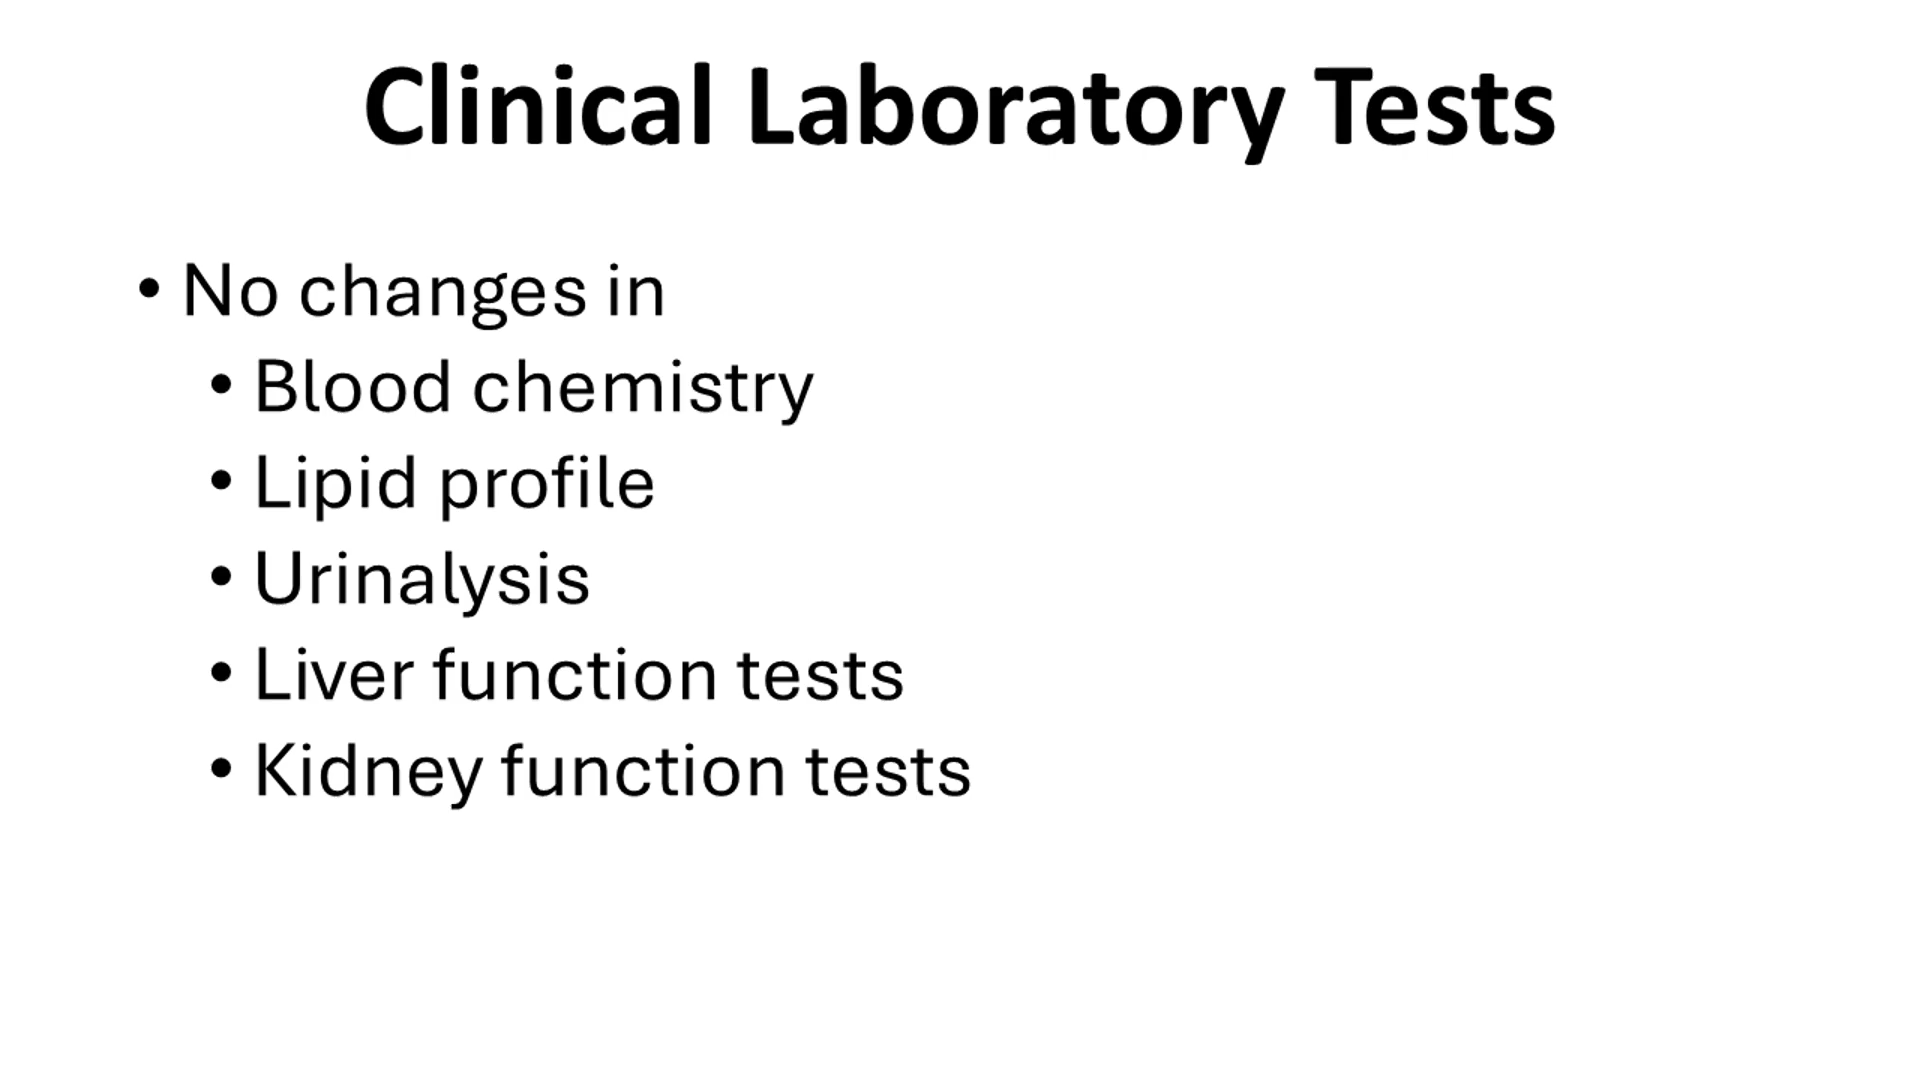 Clinical Laboratory Tests
• No changes in
• Blood chemistry
• Lipid profile
• Urinalysis
• Liver function tests
• Kidney function tests